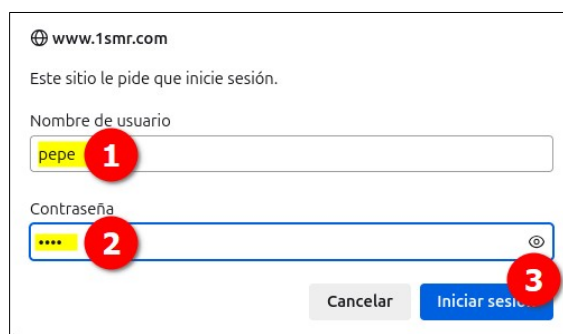 www.1smr.com
Este sitio le pide que inicie sesión.
Nombre de usuario
pepe 1
Contraseña
•••• 2
3
Cancelar Iniciar sesión